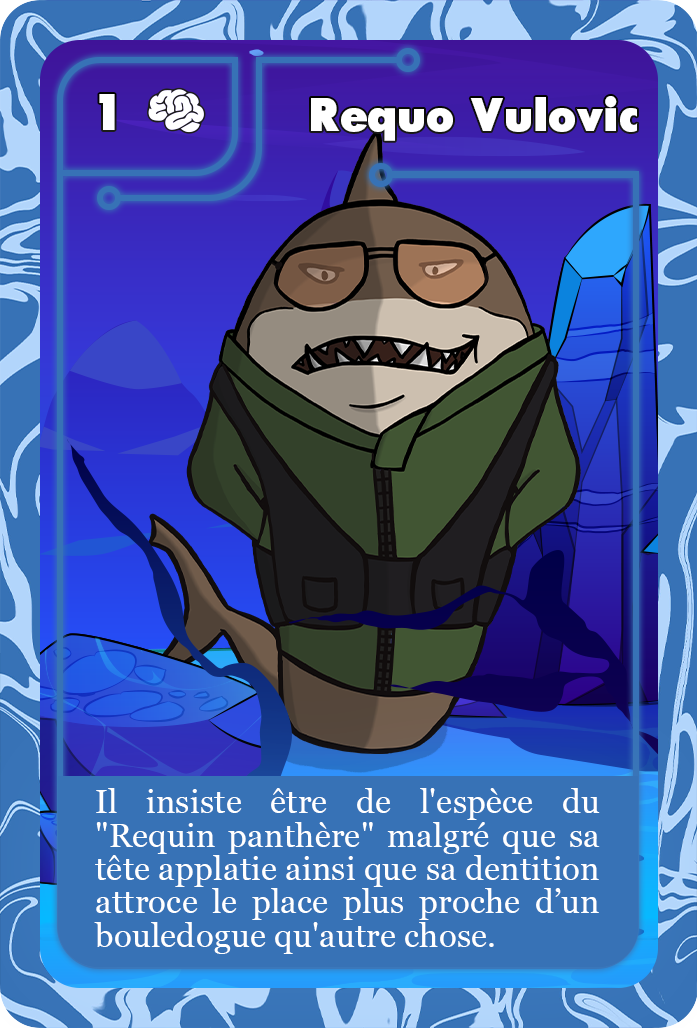 1
Requo Vulovic
Il insiste être de l'espèce du
"Requin panthère" malgré que sa
tête applatie ainsi que sa dentition
attroce le place plus proche d’un
bouledogue qu'autre chose.